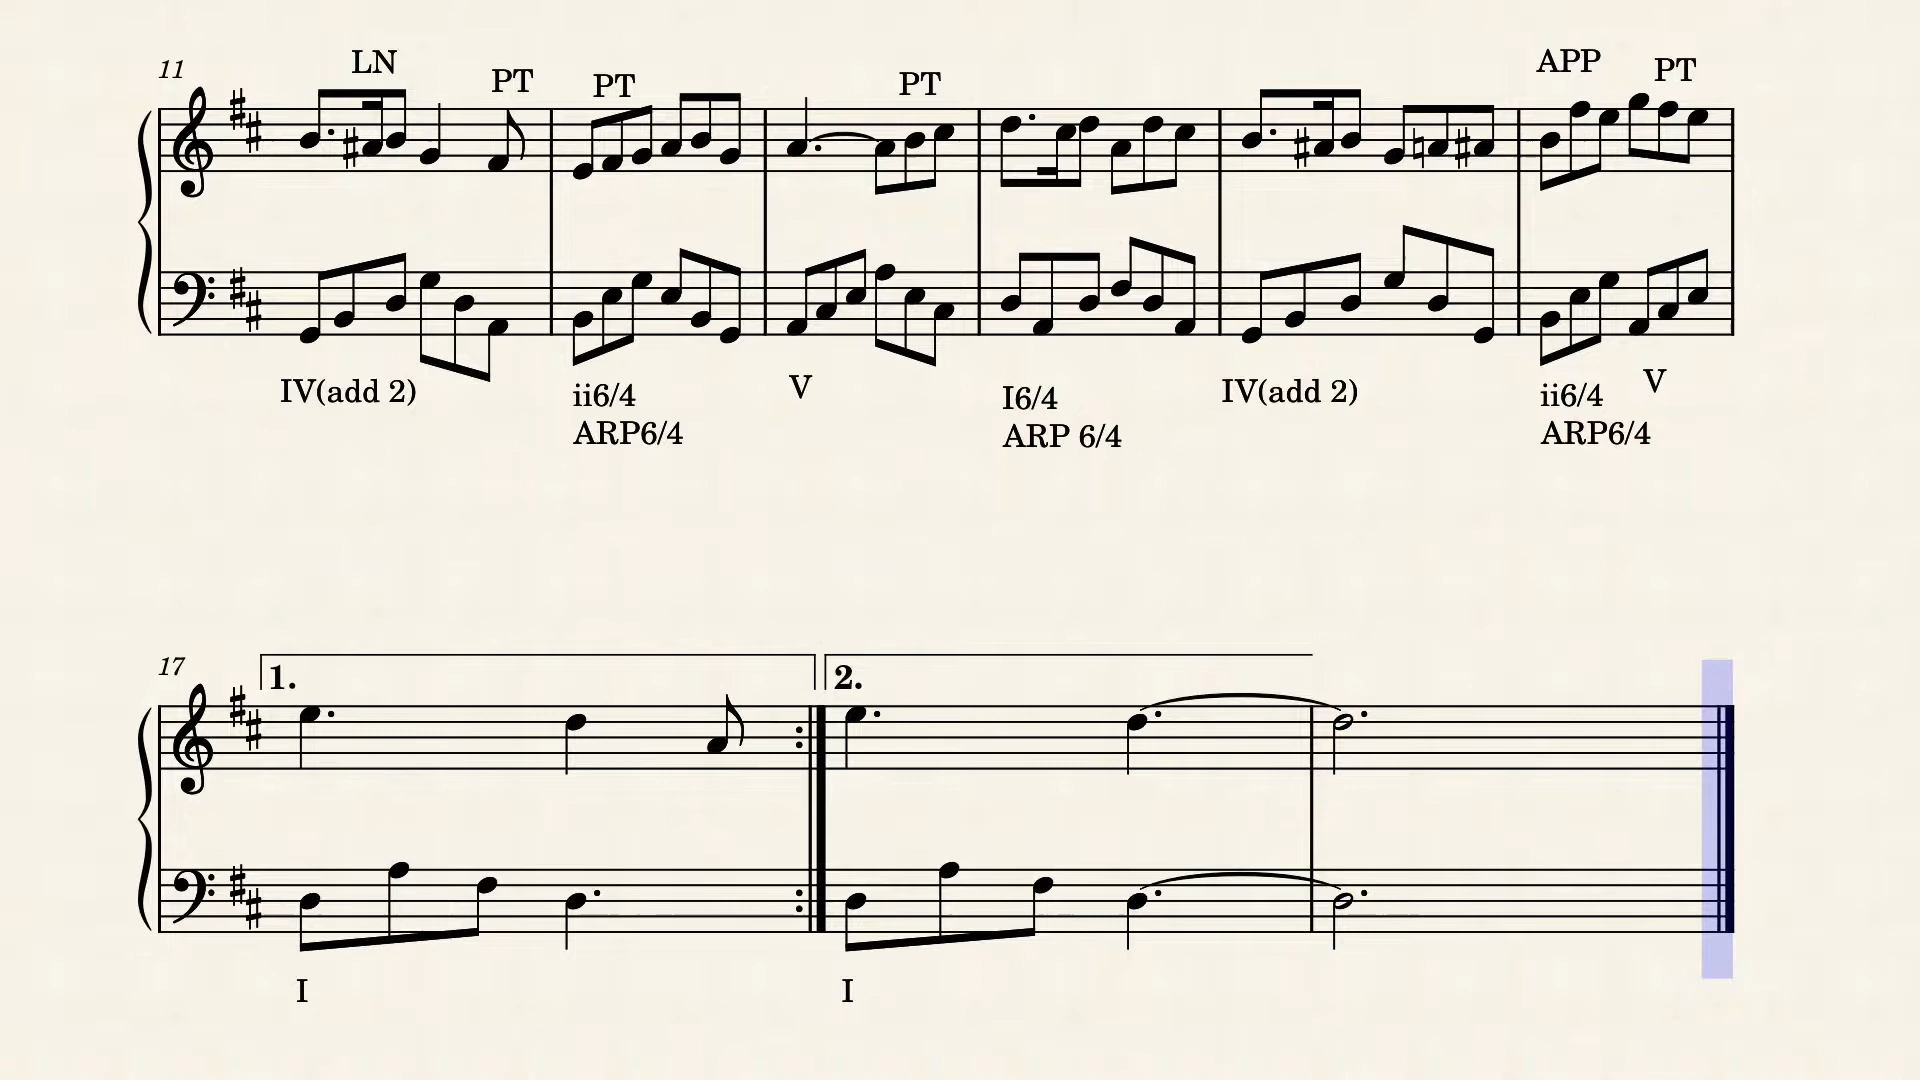 11
LN PT PT PT APP PT
IV(add 2) ii6/4 V I6/4 IV(add 2) ii6/4 V
ARP6/4 ARP 6/4 ARP6/4
17
1. 2.
I I